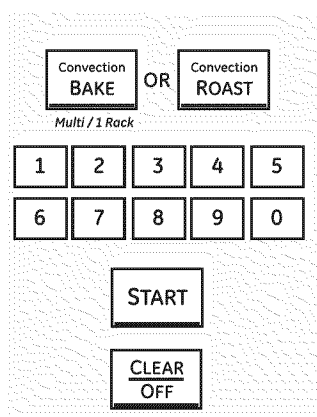 Convection Convection
BAKE OR ROAST
Multi / 1 Rack
1 2 3 4 5
6 7 8 9 0
START
CLEAR
OFF